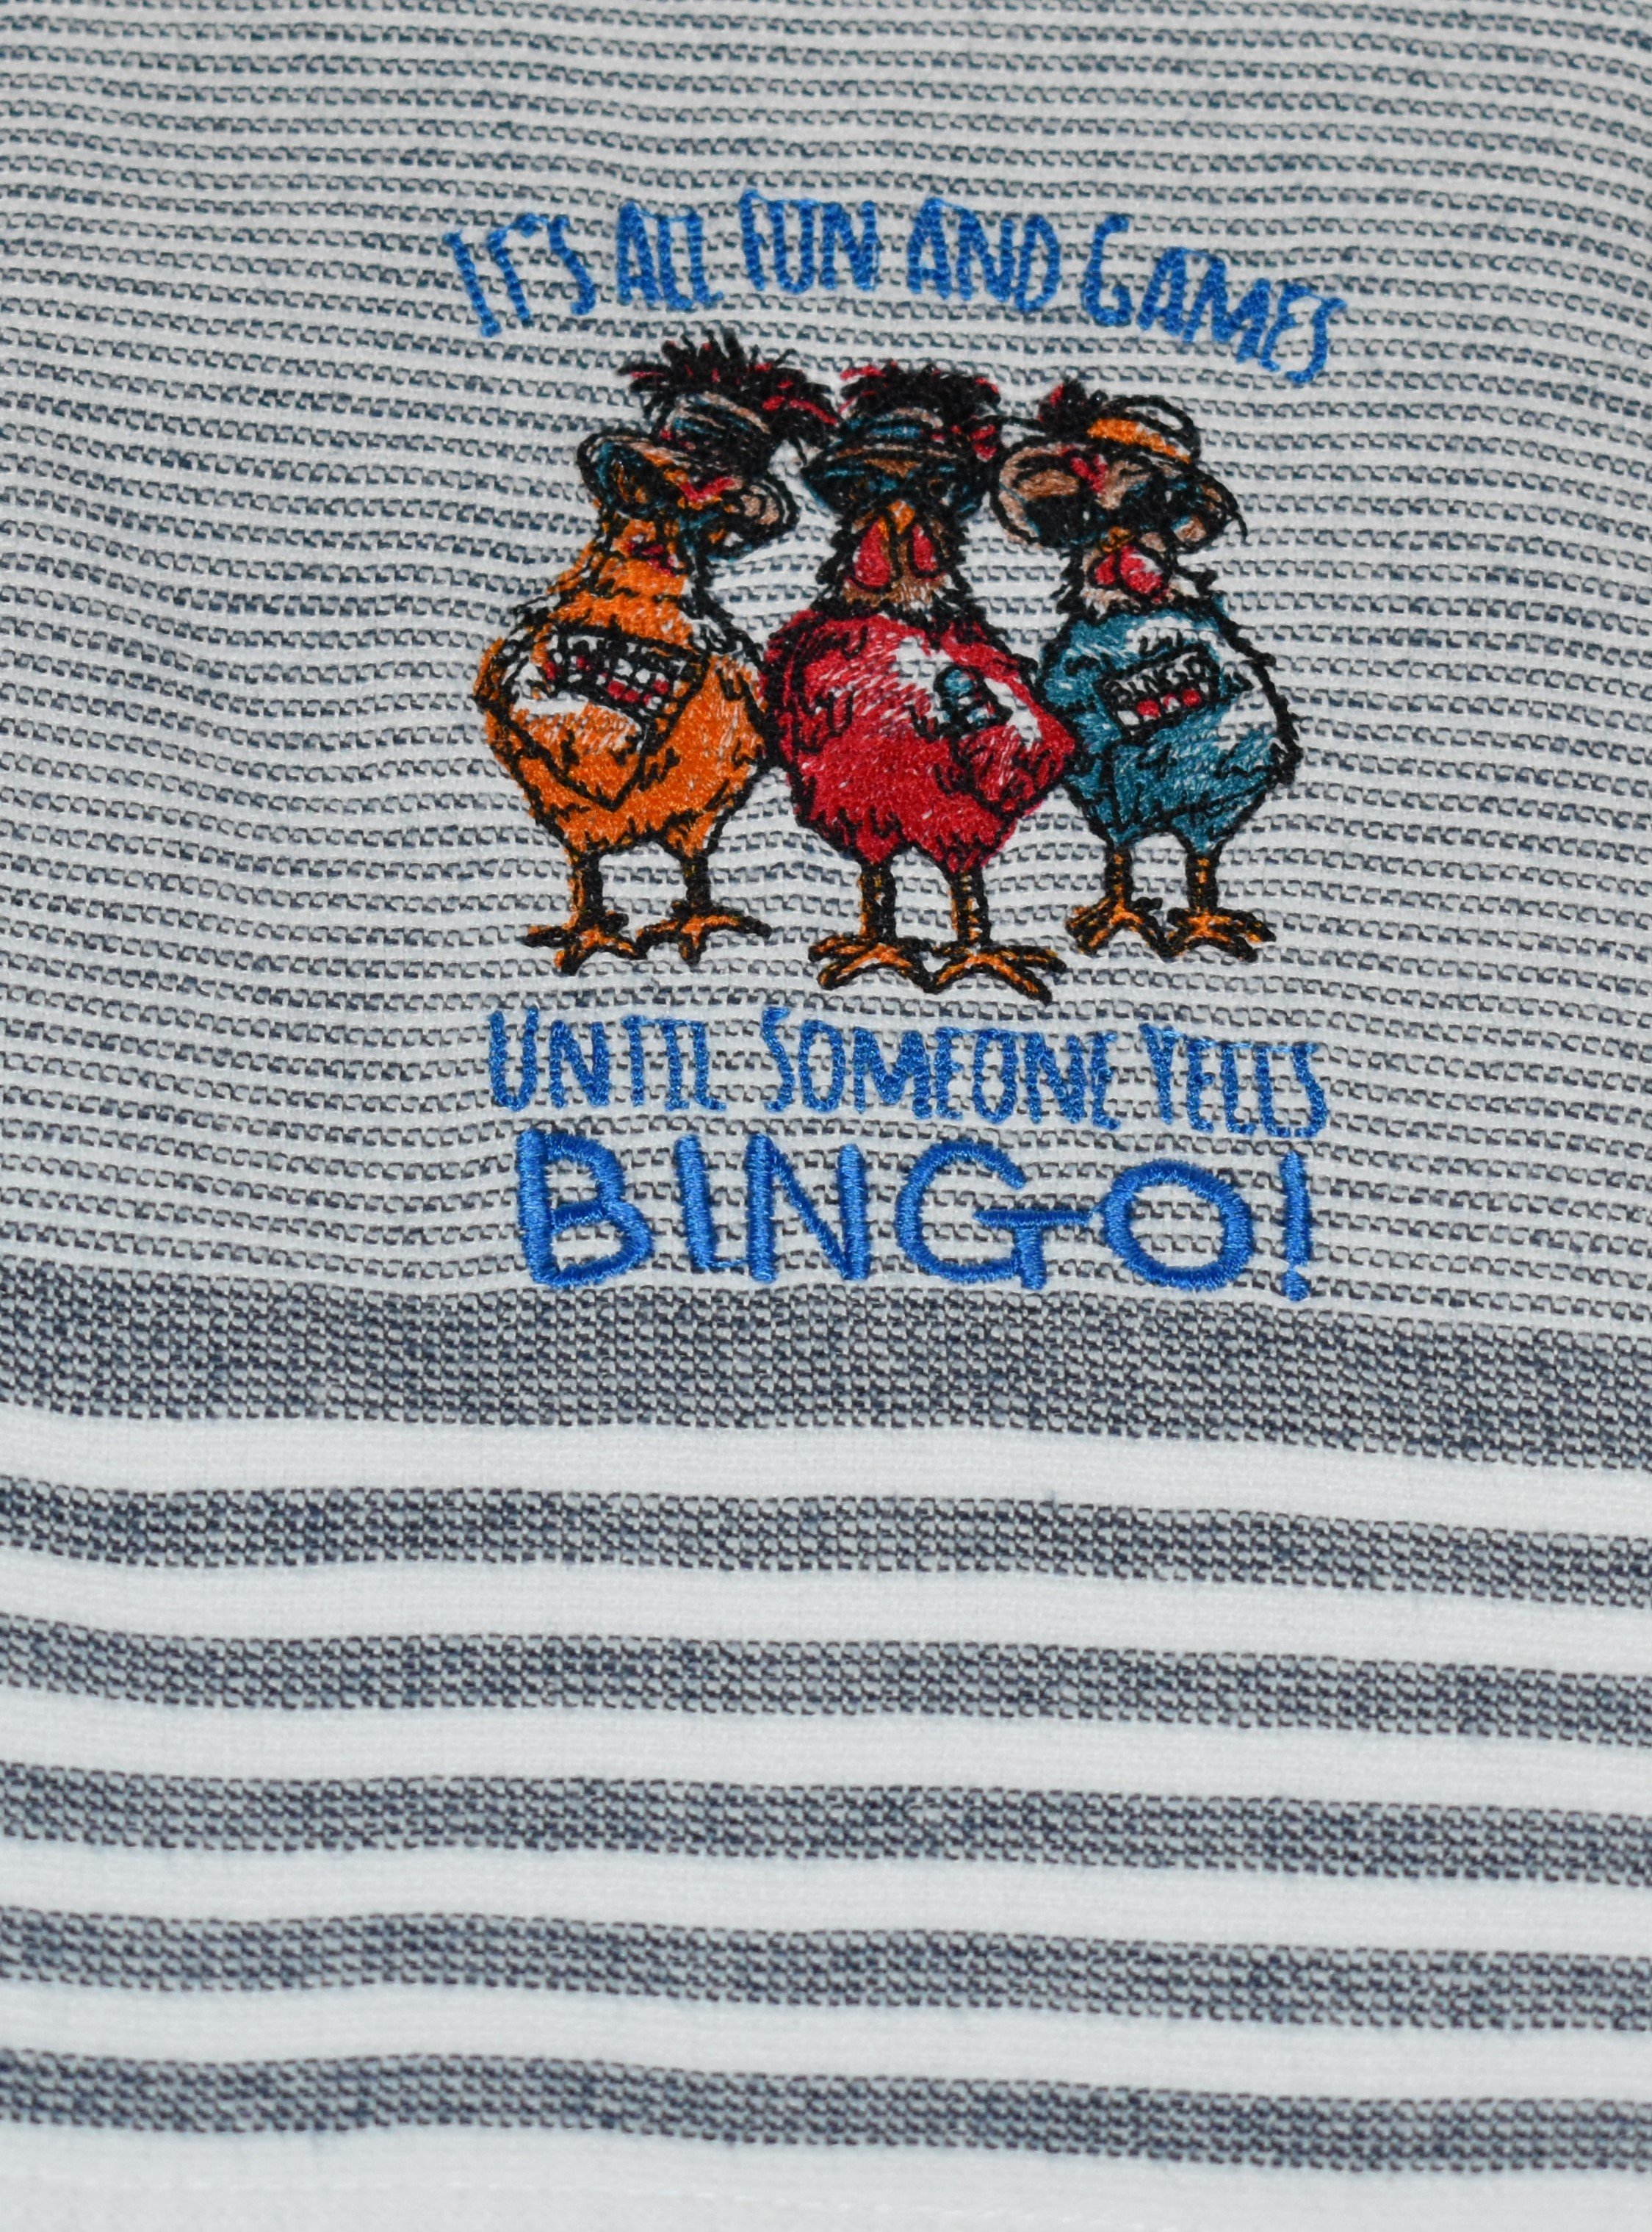 IT'S ALL FUN AND GAMES
UNTIL SOMEONE YELLS
BINGO!